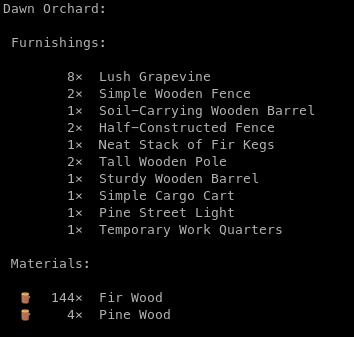 Dawn Orchard:
Furnishings:
8× Lush Grapevine
2× Simple Wooden Fence
1× Soil−Carrying Wooden Barrel
2× Half−Constructed Fence
1× Neat Stack of Fir Kegs
2× Tall Wooden Pole
1× Sturdy Wooden Barrel
1× Simple Cargo Cart
1× Pine Street Light
1× Temporary Work Quarters
Materials:
144× Fir Wood
4× Pine Wood